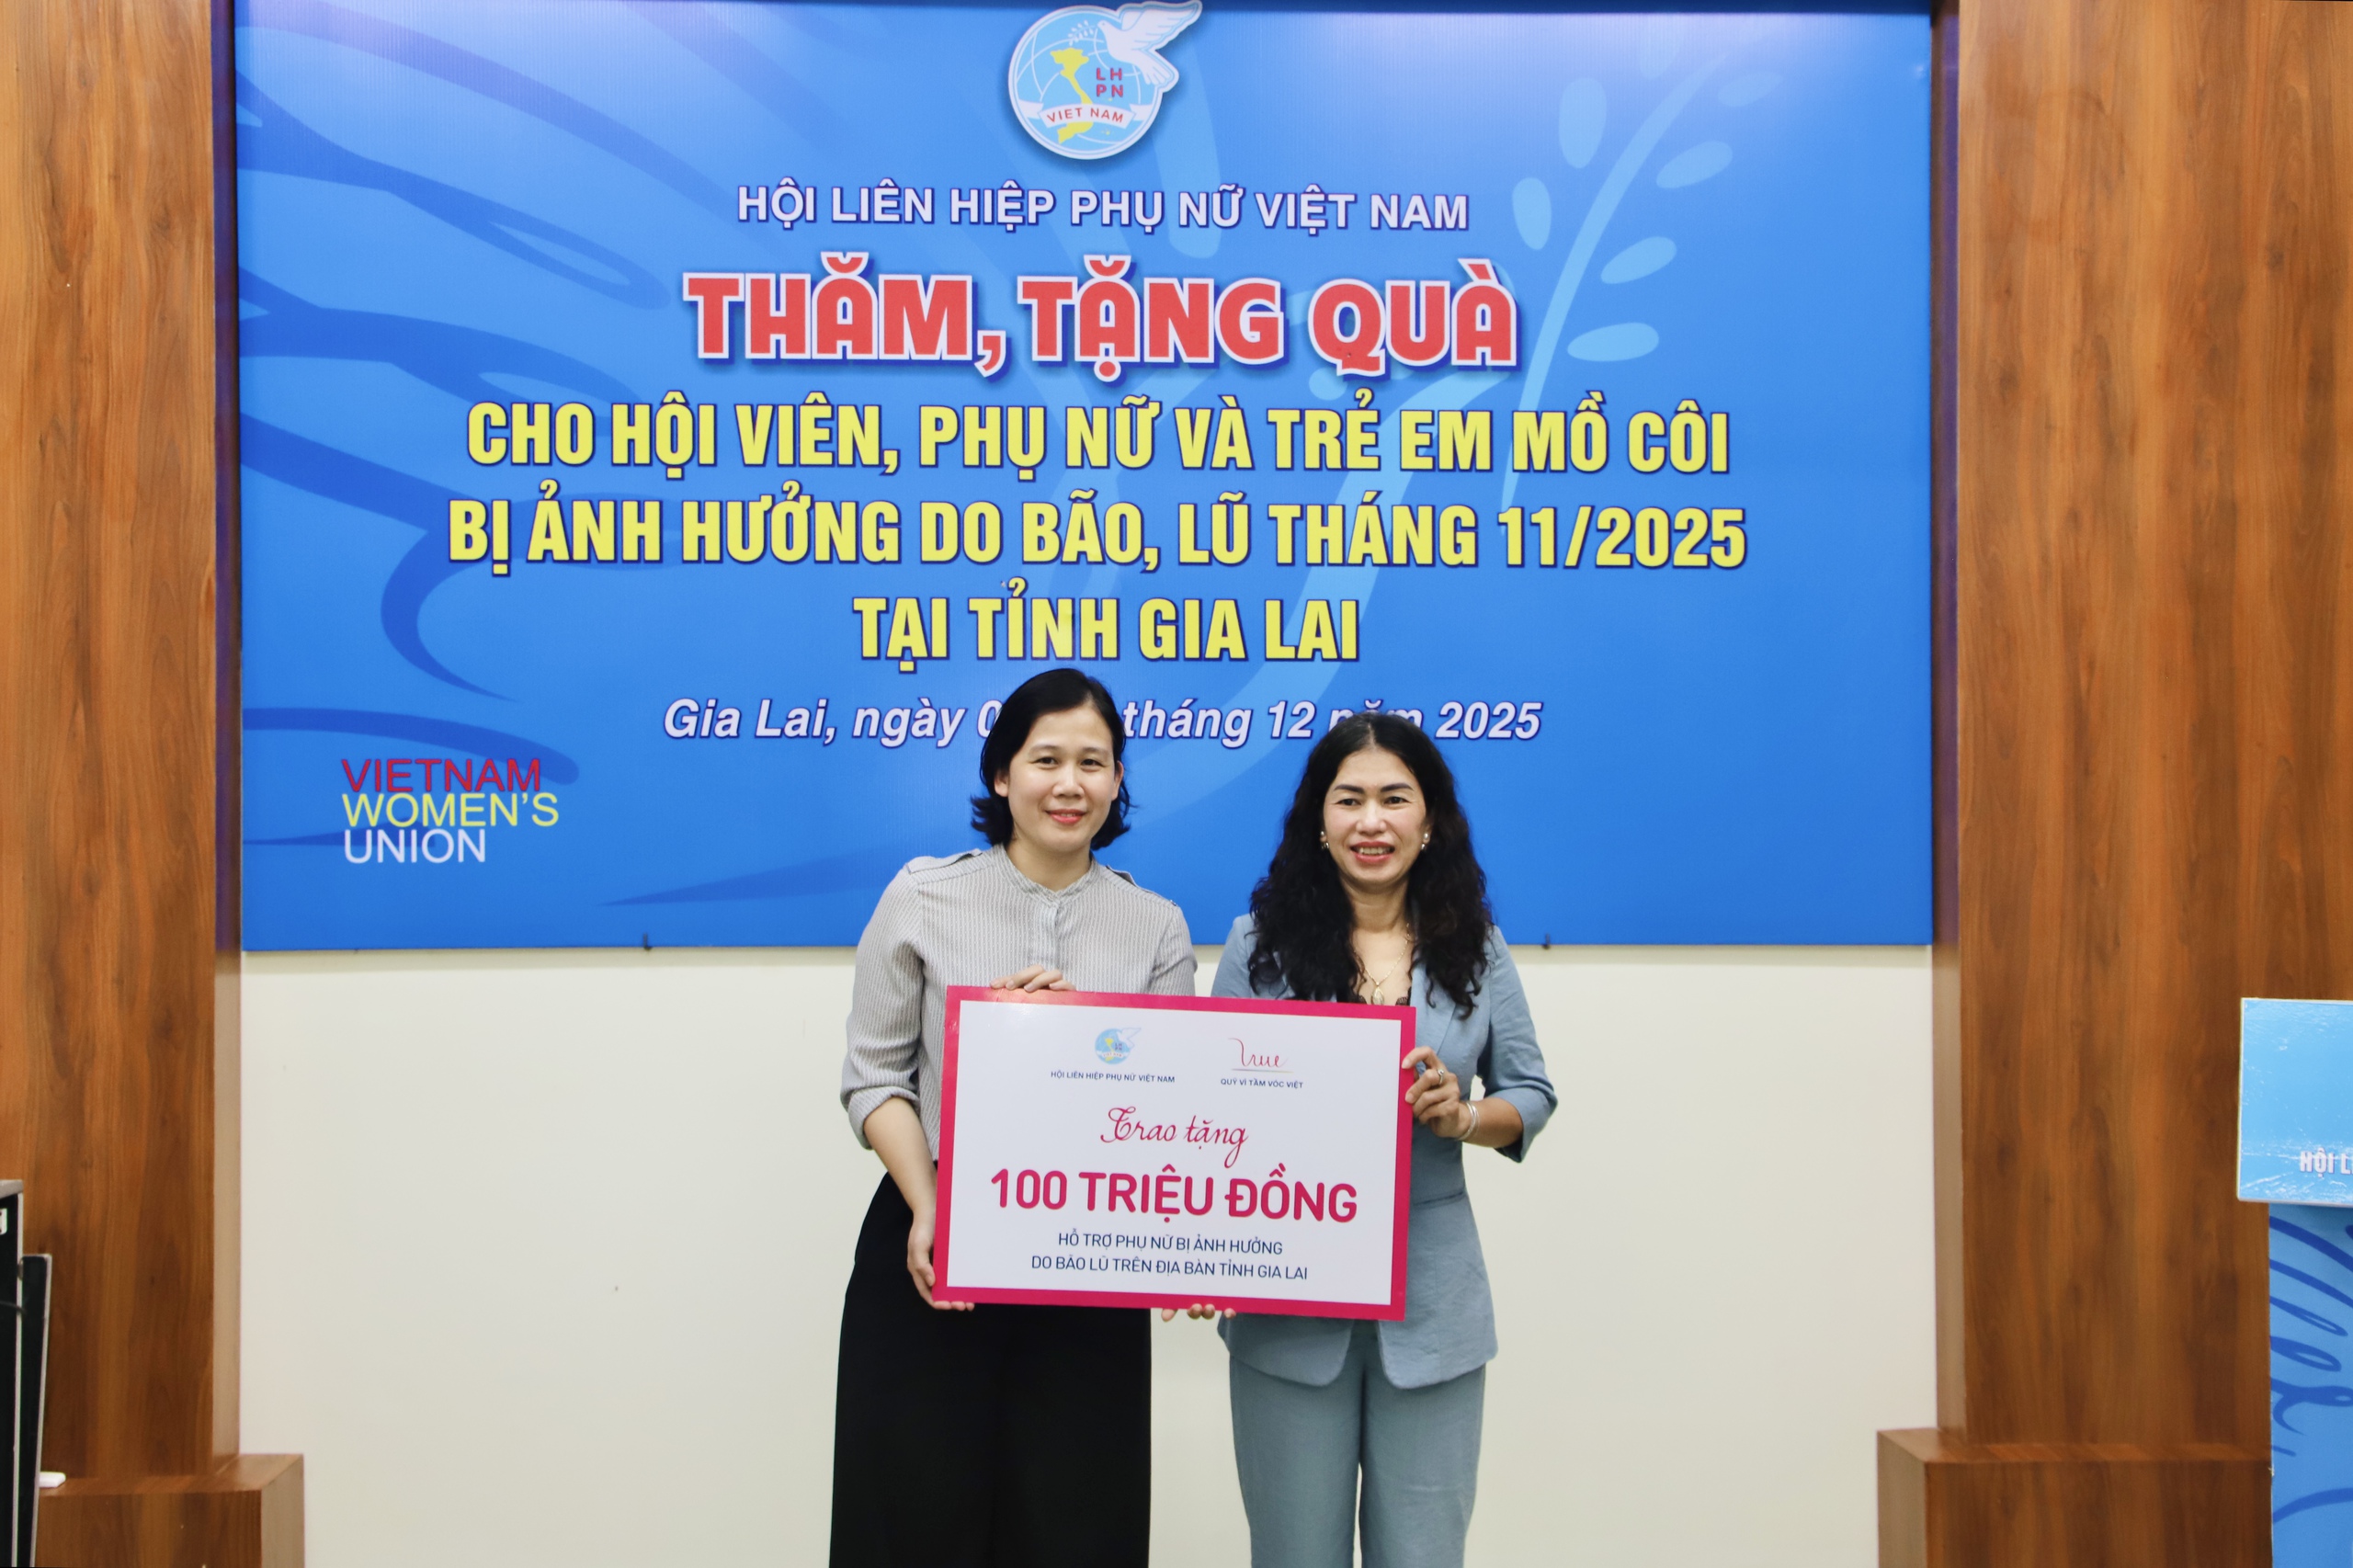 LH
PN
VIET NAM
HỘI LIÊN HIỆP PHỤ NỮ VIỆT NAM
THĂM, TẶNG QUÀ
CHO HỘI VIÊN, PHỤ NỮ VÀ TRẺ EM MỒ CÔI
BỊ ẢNH HƯỞNG DO BÃO, LŨ THÁNG 11/2025
TẠI TỈNH GIA LAI
Gia Lai, ngày 0 tháng 12 năm 2025
VIETNAM
WOMEN'S
UNION
HỘI LIÊN HIỆP PHỤ NỮ VIỆT NAM
True
QUỸ VÌ TẦM VÓC VIỆT
Trao tặng
100 TRIỆU ĐỒNG
HỖ TRỢ PHỤ NỮ BỊ ẢNH HƯỞNG
DO BÃO LŨ TRÊN ĐỊA BÀN TỈNH GIA LAI
HỘI L